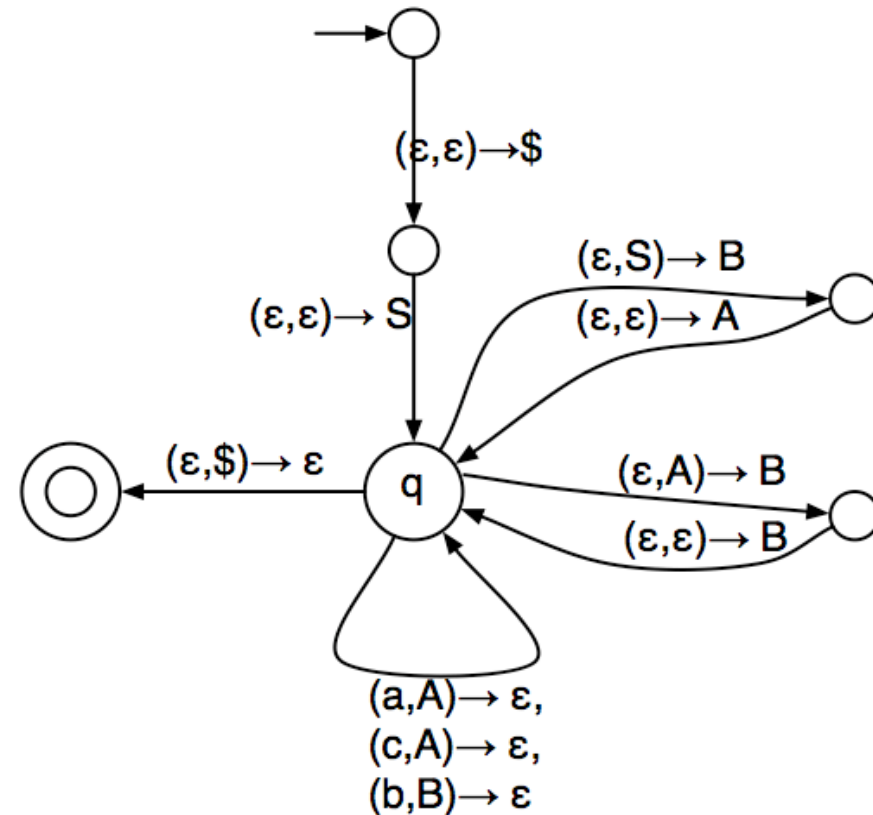 (ε,ε)→$
(ε,S)→ B
(ε,ε)→ S
(ε,ε)→ A
(ε,$)→ ε
q
(ε,A)→ B
(ε,ε)→ B
(a,A)→ ε,
(c,A)→ ε,
(b,B)→ ε